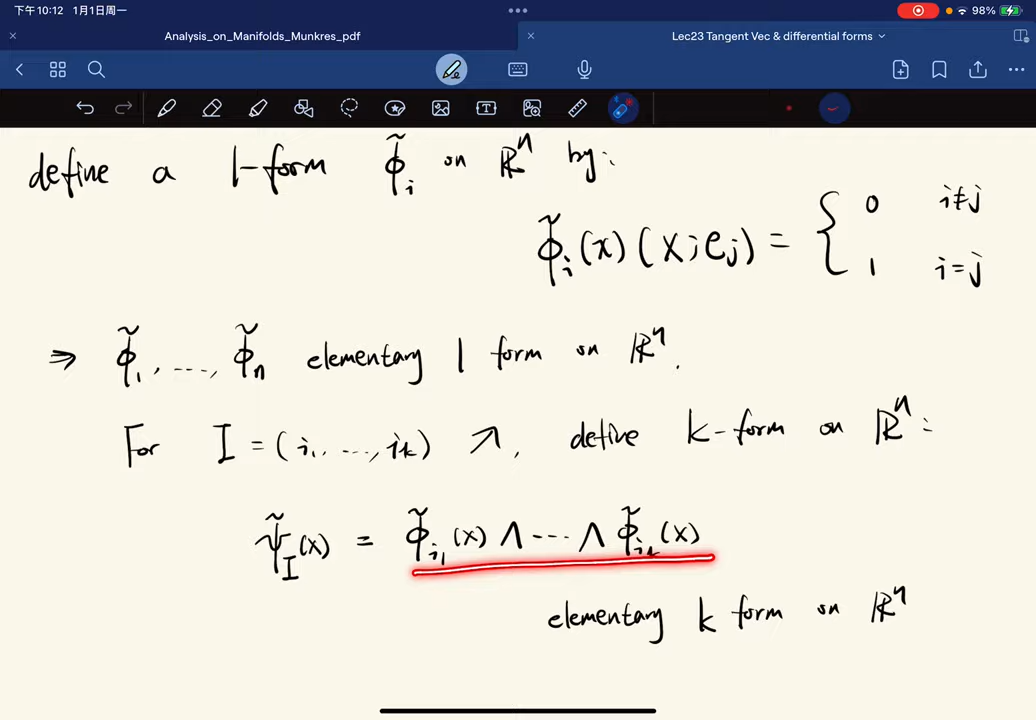 下午10:12 1月1日周一
98%
Analysis_on_Manifolds_Munkres_pdf
Lec23 Tangent Vec & differential forms
define a 1-form φ̃ᵢ on ℝⁿ by:
φ̃ᵢ(x)(x; eⱼ) = { 0 i≠j
1 i=j
⇒ φ̃₁, ..., φ̃ₙ elementary 1 form on ℝⁿ.
For I = (i₁, ..., iₖ) ↗, define k-form on ℝⁿ:
ψ̃_I(x) = φ̃_{i₁}(x) ∧ ... ∧ φ̃_{iₖ}(x)
elementary k form on ℝⁿ